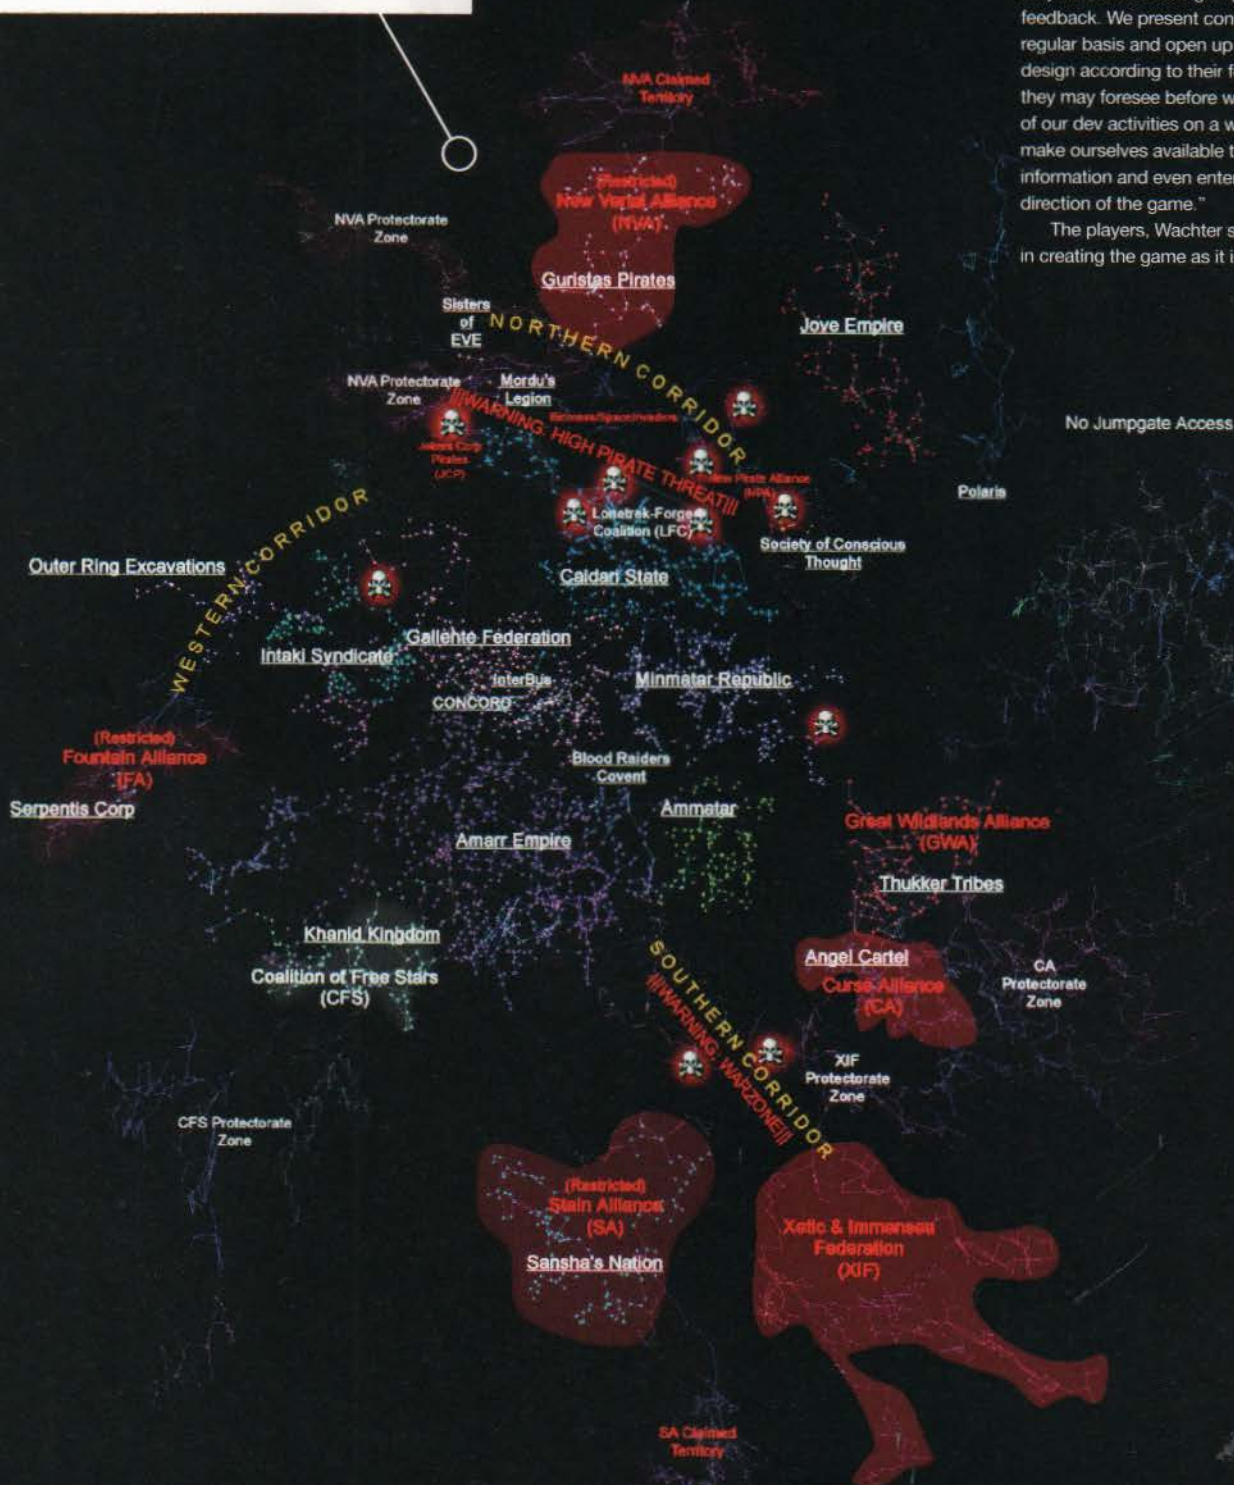 feedback. We present con
regular basis and open up
design according to their f
they may foresee before w
of our dev activities on a w
make ourselves available t
information and even enter
direction of the game."
The players, Wachter s
in creating the game as it i
NVA Claimed
Territory
(Restricted)
New Vertal Alliance
(NVA)
NVA Protectorate
Zone
Guristas Pirates
Sisters
of
EVE
NORTHERN CORRIDOR
Jove Empire
NVA Protectorate
Zone
Mordu's
Legion
!!!WARNING: HIGH PIRATE THREAT!!!
No Jumpgate Access
Pirates
(JCP)
Pirate Alliance
(NPA)
Polaris
Lonetrek-Forge
Coalition (LFC)
Society of Conscious
Thought
WESTERN CORRIDOR
Outer Ring Excavations
Caldari State
Gallente Federation
Intaki Syndicate
InterBus
Minmatar Republic
CONCORD
(Restricted)
Fountain Alliance
(FA)
Blood Raiders
Covent
Serpentis Corp
Ammatar
Great Wildlands Alliance
(GWA)
Amarr Empire
Thukker Tribes
Khanid Kingdom
Coalition of Free Stars
(CFS)
SOUTHERN CORRIDOR
!!!WARNING: WARZONE!!!
Angel Cartel
Curse Alliance
(CA)
CA
Protectorate
Zone
XIF
Protectorate
Zone
CFS Protectorate
Zone
(Restricted)
Stain Alliance
(SA)
Sansha's Nation
Xetic & Immensea
Federation
(XIF)
SA Claimed
Territory